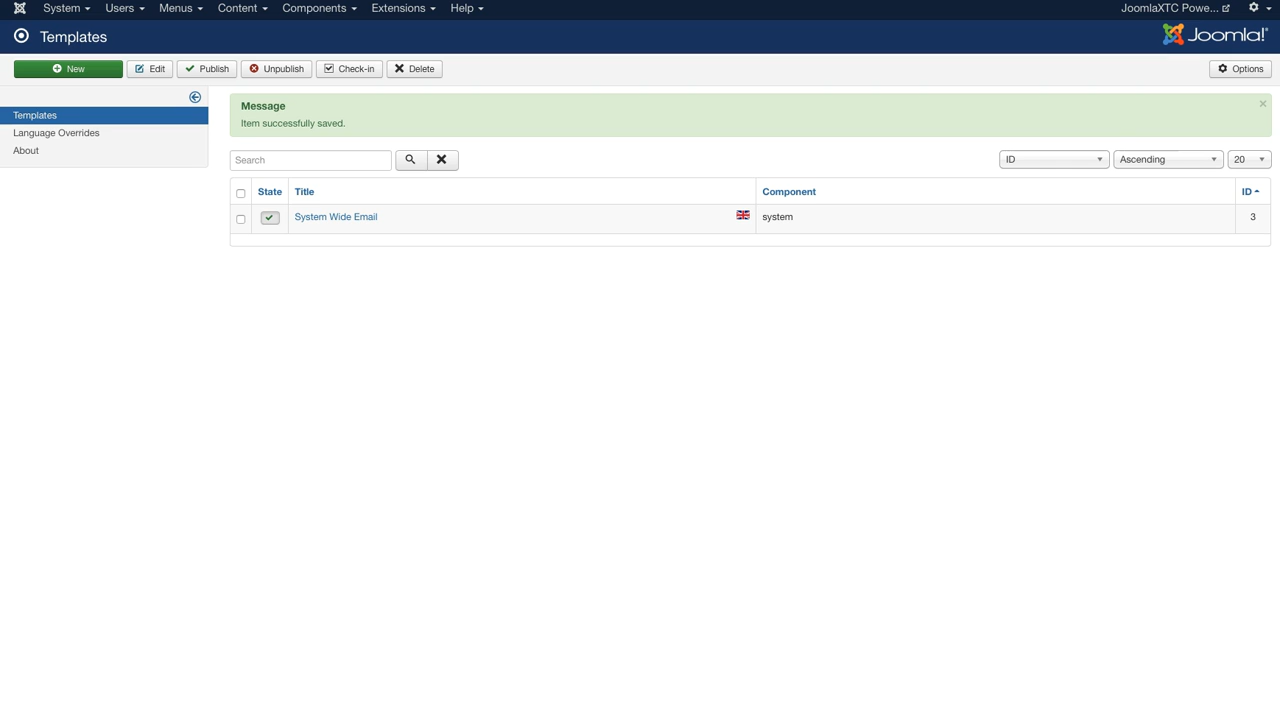 System Users Menus Content Components Extensions Help JoomlaXTC Powe...
Templates Joomla!®
New Edit Publish Unpublish Check-in Delete Options
Templates
Language Overrides
About
Message ×
Item successfully saved.
Search ID Ascending 20
State Title Component ID
System Wide Email system 3